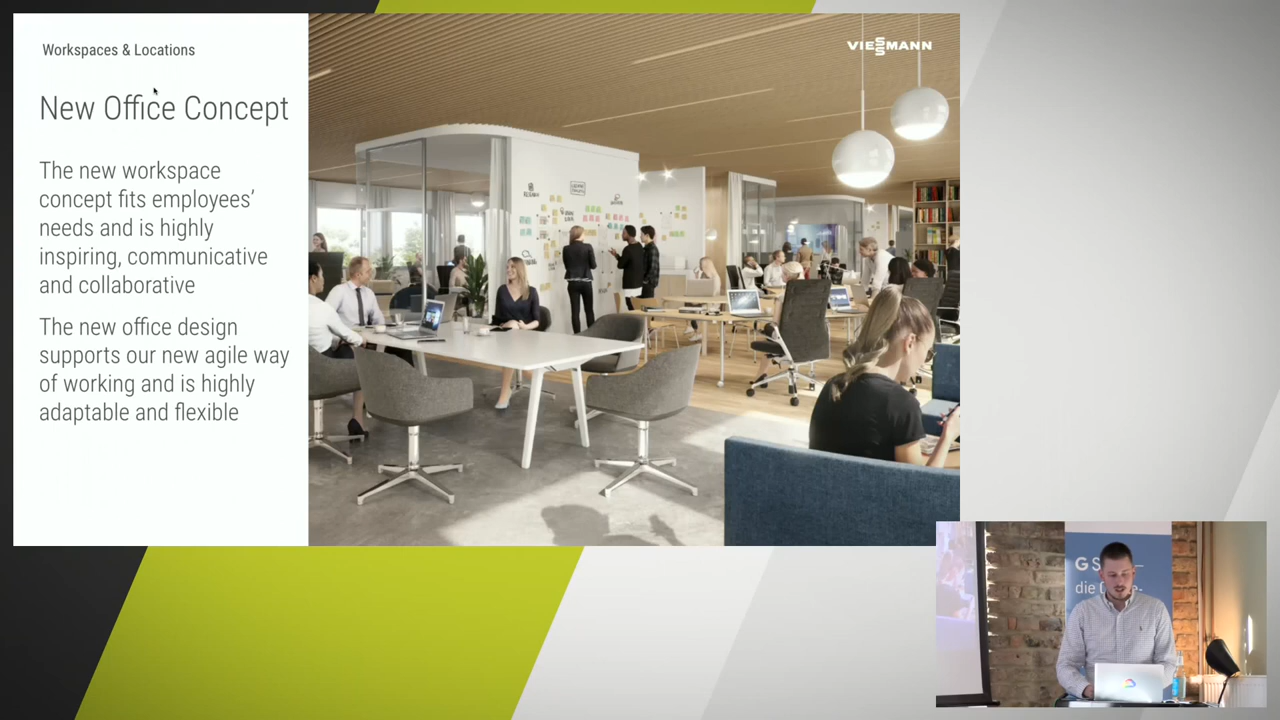 Workspaces & Locations
New Office Concept
The new workspace
concept fits employees’
needs and is highly
inspiring, communicative
and collaborative
The new office design
supports our new agile way
of working and is highly
adaptable and flexible
VIESSMANN
die